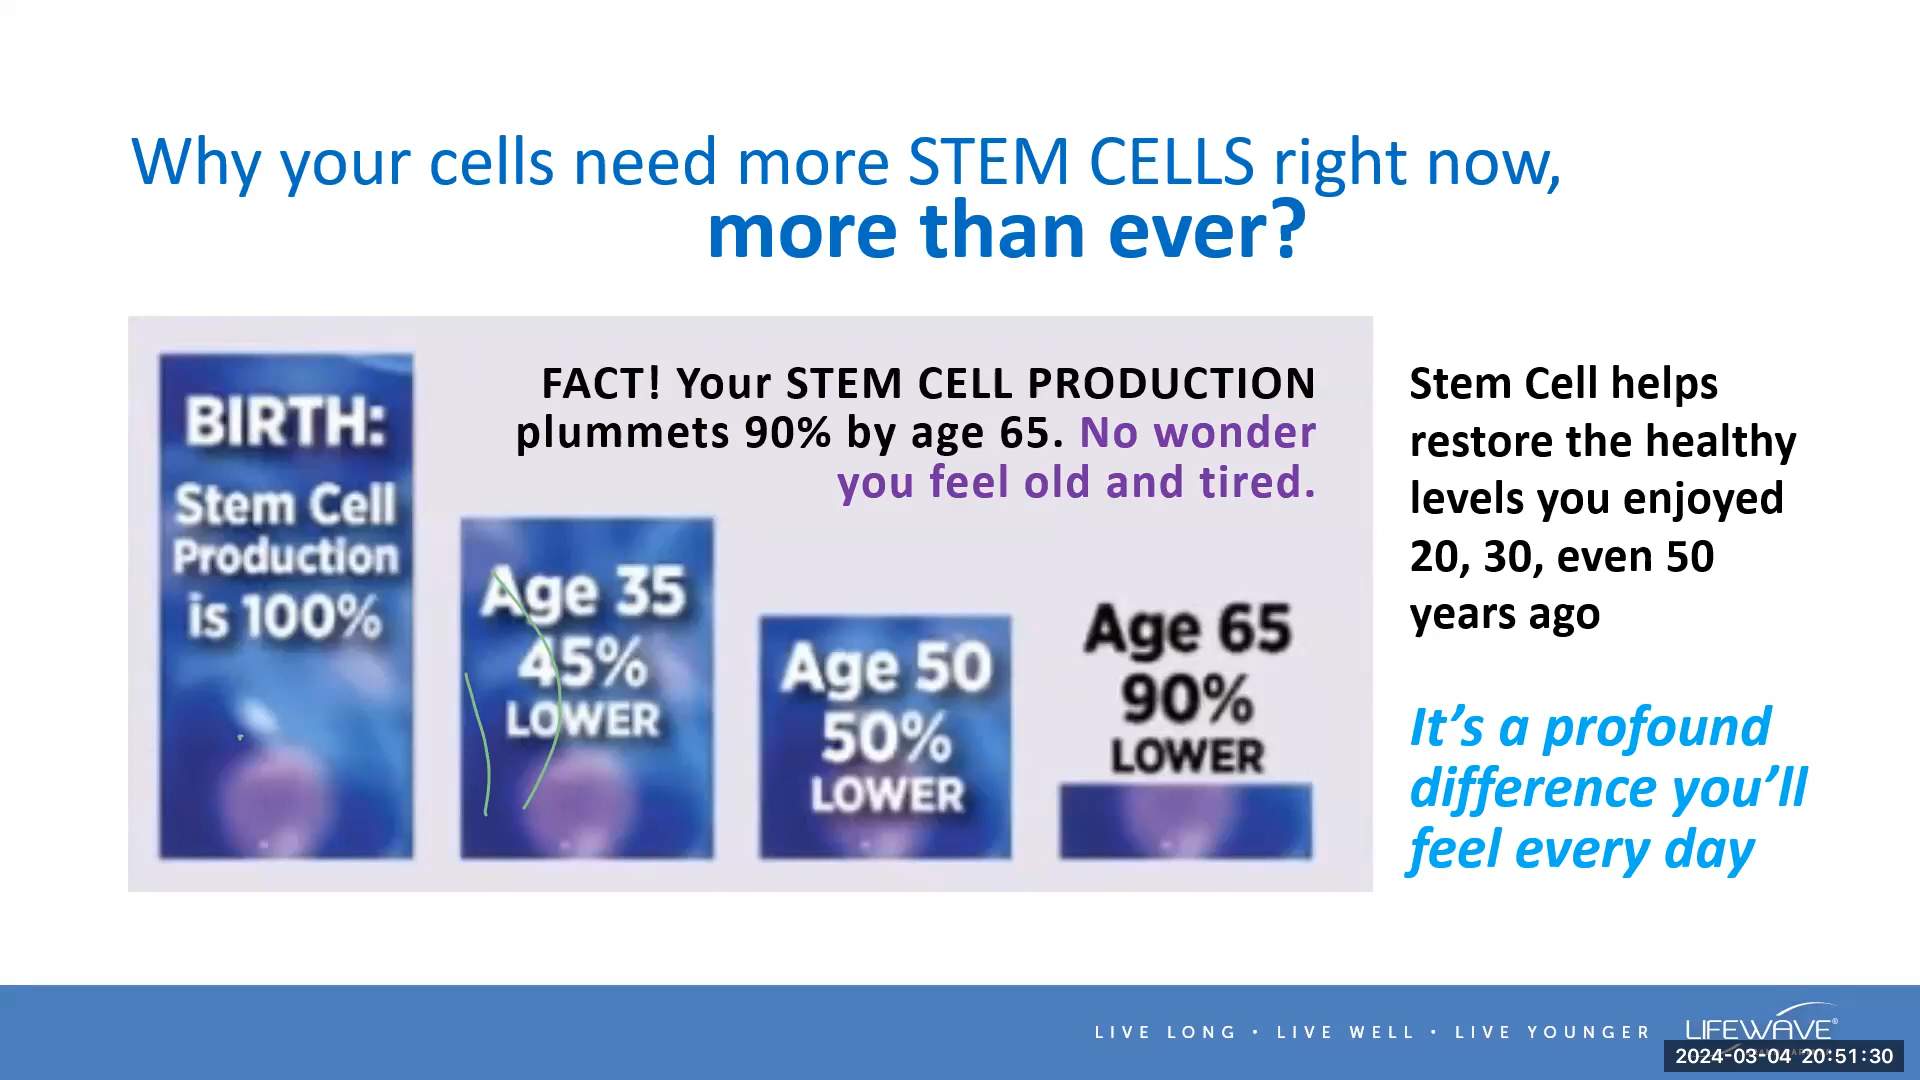 Why your cells need more STEM CELLS right now,
more than ever?
BIRTH:
Stem Cell
Production
is 100%
FACT! Your STEM CELL PRODUCTION
plummets 90% by age 65. No wonder
you feel old and tired.
Age 35
45%
LOWER
Age 50
50%
LOWER
Age 65
90%
LOWER
Stem Cell helps
restore the healthy
levels you enjoyed
20, 30, even 50
years ago
It’s a profound
difference you’ll
feel every day
LIVE LONG • LIVE WELL • LIVE YOUNGER
LIFEWAVE®
2024-03-04 20:51:30